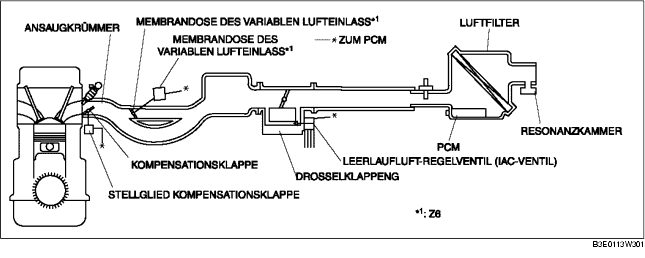 MEMBRANDOSE DES VARIABLEN LUFTEINLASS*1
ANSAUGKRÜMMER
MEMBRANDOSE DES
VARIABLEN LUFTEINLASS*1
* ZUM PCM
LUFTFILTER
*
*
*
PCM
RESONANZKAMMER
KOMPENSATIONSKLAPPE
LEERLAUFLUFT-REGELVENTIL (IAC-VENTIL)
DROSSELKLAPPENG
STELLGLIED KOMPENSATIONSKLAPPE
*1: Z6
B3E0113W301